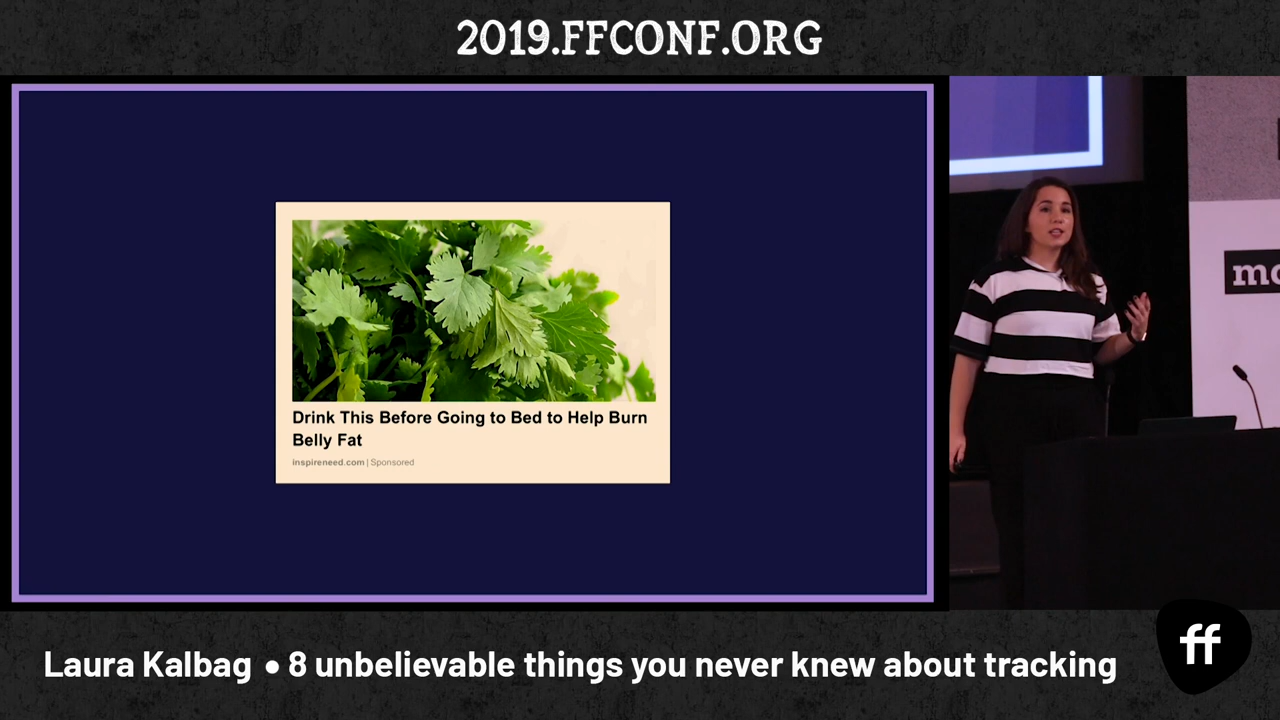 2019.FFCONF.ORG
Drink This Before Going to Bed to Help Burn
Belly Fat
inspireneed.com | Sponsored
Laura Kalbag • 8 unbelievable things you never knew about tracking
ff